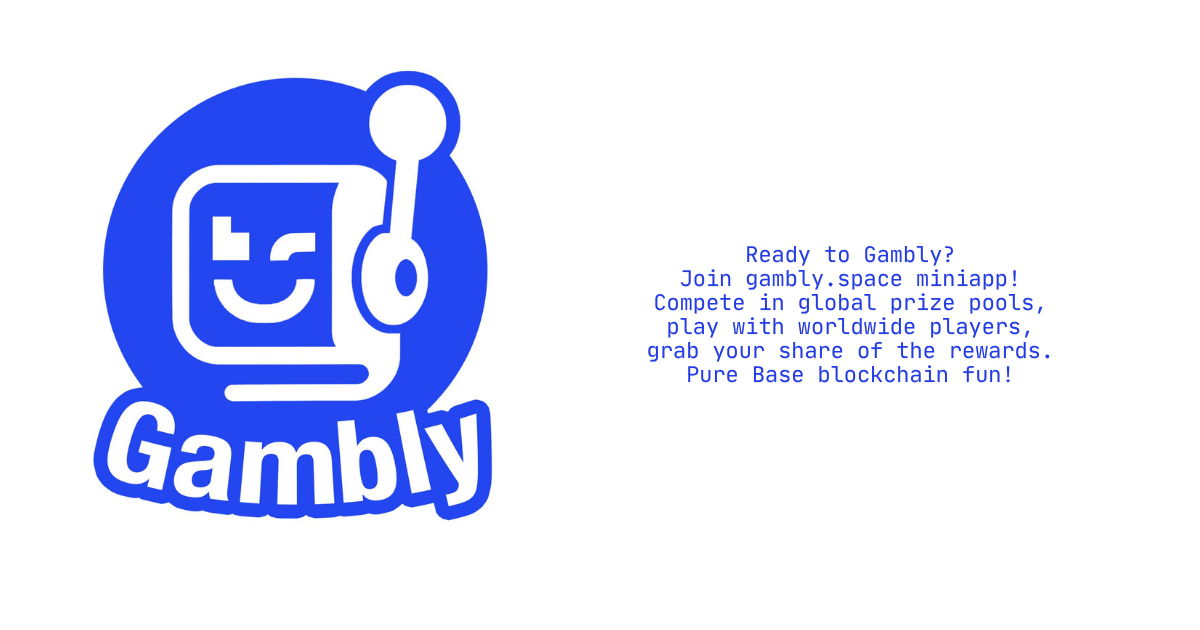 Gambly
Ready to Gambly?
Join gambly.space miniapp!
Compete in global prize pools,
play with worldwide players,
grab your share of the rewards.
Pure Base blockchain fun!